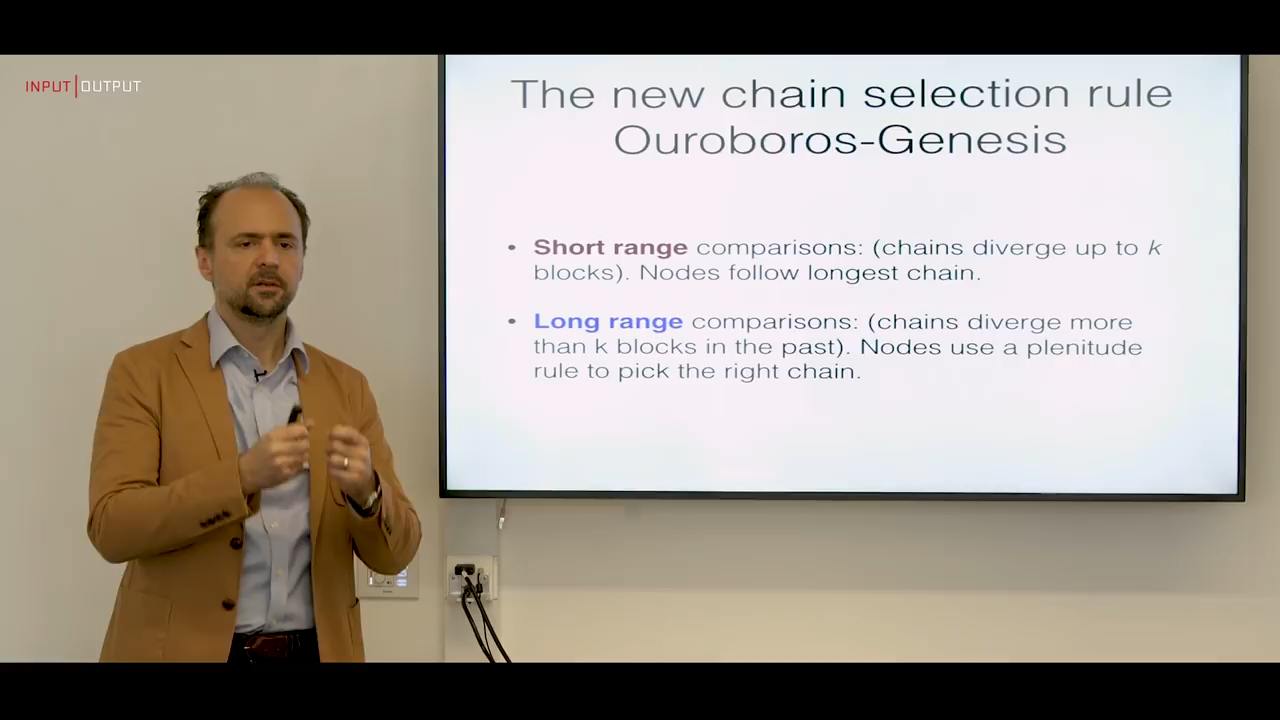 INPUT|OUTPUT
The new chain selection rule
Ouroboros-Genesis
• Short range comparisons: (chains diverge up to k
blocks). Nodes follow longest chain.
• Long range comparisons: (chains diverge more
than k blocks in the past). Nodes use a plenitude
rule to pick the right chain.